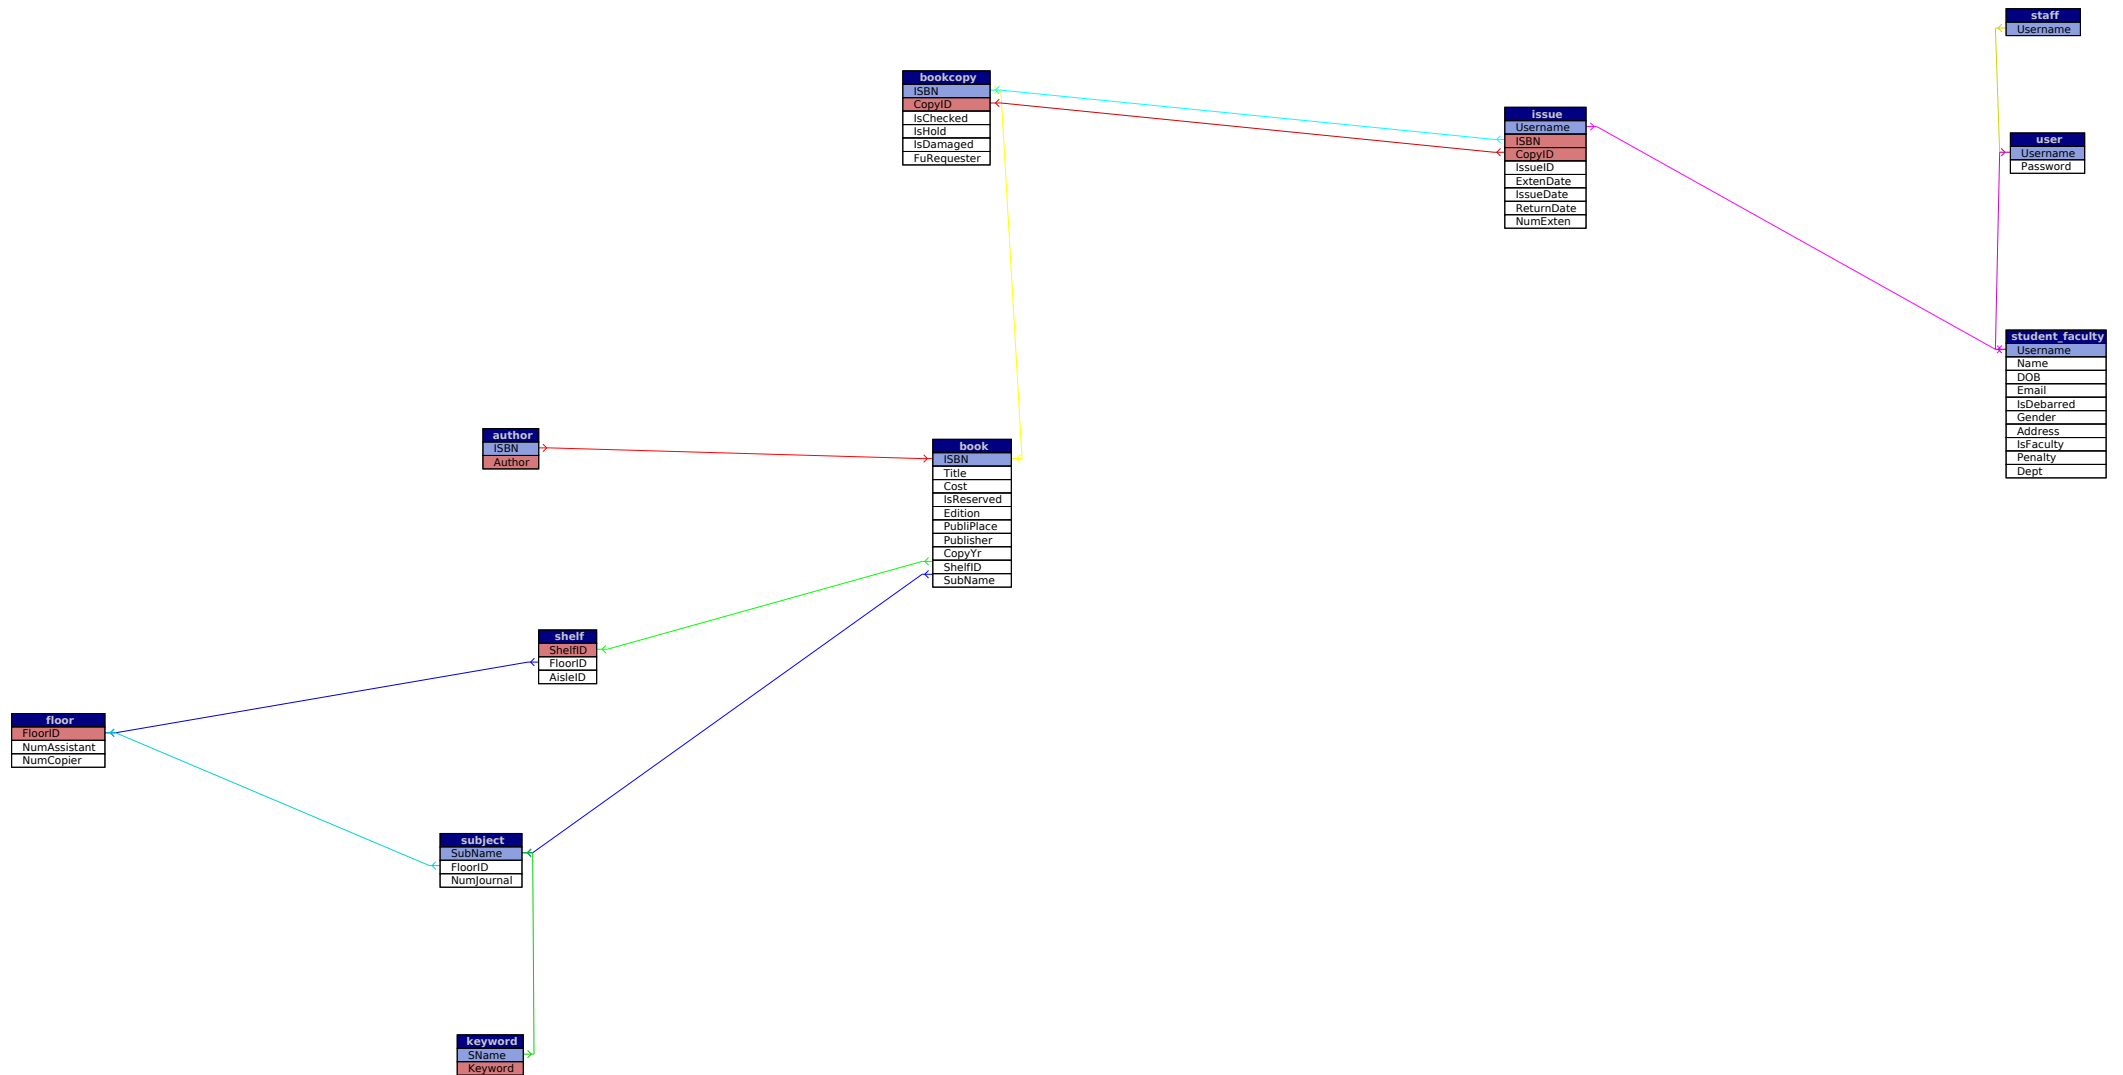 staff
Username
bookcopy
ISBN
CopyID
IsChecked
IsHold
IsDamaged
FuRequester
issue
Username
ISBN
CopyID
IssueID
ExtenDate
IssueDate
ReturnDate
NumExten
user
Username
Password
student_faculty
Username
Name
DOB
Email
IsDebarred
Gender
Address
IsFaculty
Penalty
Dept
author
ISBN
Author
book
ISBN
Title
Cost
IsReserved
Edition
PubliPlace
Publisher
CopyYr
ShelfID
SubName
shelf
ShelfID
FloorID
AisleID
floor
FloorID
NumAssistant
NumCopier
subject
SubName
FloorID
NumJournal
keyword
SName
Keyword